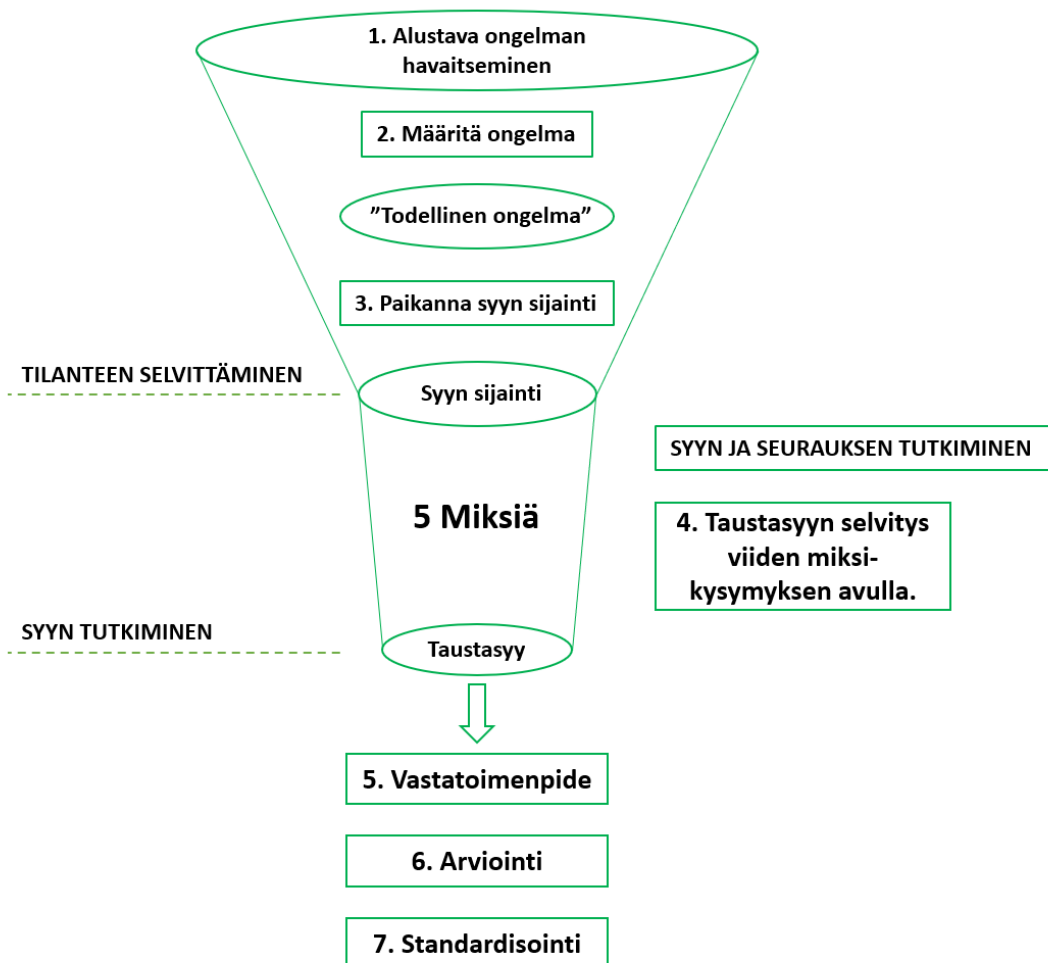 1. Alustava ongelman
havaitseminen
2. Määritä ongelma
”Todellinen ongelma”
3. Paikanna syyn sijainti
TILANTEEN SELVITTÄMINEN
Syyn sijainti
SYYN JA SEURAUKSEN TUTKIMINEN
5 Miksiä
4. Taustasyyn selvitys
viiden miksi-
kysymyksen avulla.
SYYN TUTKIMINEN
Taustasyy
5. Vastatoimenpide
6. Arviointi
7. Standardisointi